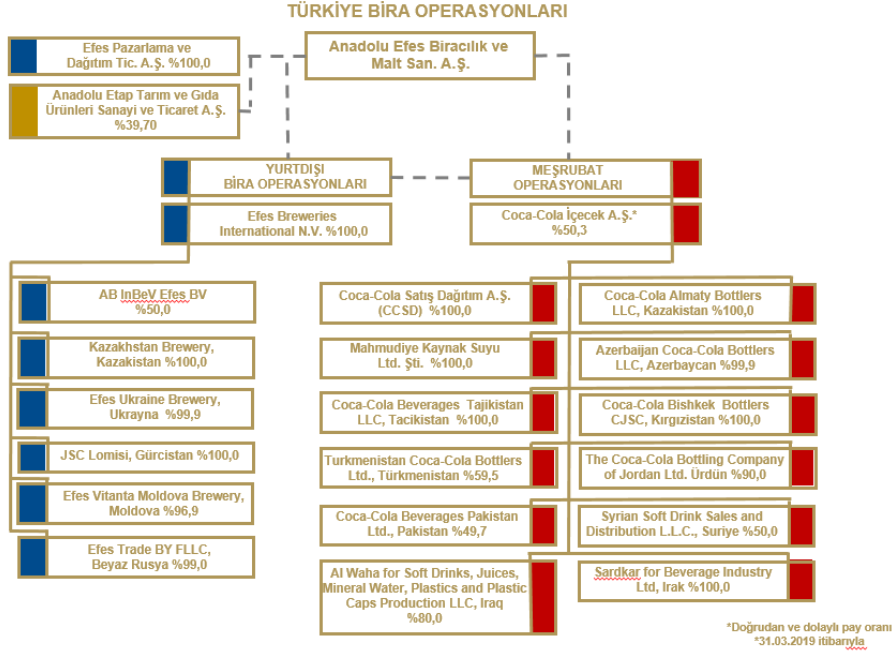 TÜRKİYE BİRA OPERASYONLARI
Anadolu Efes Biracılık ve
Malt San. A.Ş.
Efes Pazarlama ve
Dağıtım Tic. A.Ş. %100,0
Anadolu Etap Tarım ve Gıda
Ürünleri Sanayi ve Ticaret A.Ş.
%39,70
YURTDIŞI
BİRA OPERASYONLARI
MEŞRUBAT
OPERASYONLARI
Efes Breweries
International N.V. %100,0
Coca-Cola İçecek A.Ş.*
%50,3
AB InBeV Efes BV
%50,0
Kazakhstan Brewery,
Kazakistan %100,0
Efes Ukraine Brewery,
Ukrayna %99,9
JSC Lomisi, Gürcistan %100,0
Efes Vitanta Moldova Brewery,
Moldova %96,9
Efes Trade BY FLLC,
Beyaz Rusya %99,0
Coca-Cola Satış Dağıtım A.Ş.
(CCSD) %100,0
Mahmudiye Kaynak Suyu
Ltd. Şti. %100,0
Coca-Cola Beverages Tajikistan
LLC, Tacikistan %100,0
Turkmenistan Coca-Cola Bottlers
Ltd., Türkmenistan %59,5
Coca-Cola Beverages Pakistan
Ltd., Pakistan %49,7
Al Waha for Soft Drinks, Juices,
Mineral Water, Plastics and Plastic
Caps Production LLC, Iraq
%80,0
Coca-Cola Almaty Bottlers
LLC, Kazakistan %100,0
Azerbaijan Coca-Cola Bottlers
LLC, Azerbaycan %99,9
Coca-Cola Bishkek Bottlers
CJSC, Kırgızistan %100,0
The Coca-Cola Bottling Company
of Jordan Ltd. Ürdün %90,0
Syrian Soft Drink Sales and
Distribution L.L.C., Suriye %50,0
Sardkar for Beverage Industry
Ltd, Irak %100,0
*Doğrudan ve dolaylı pay oranı
*31.03.2019 itibarıyla